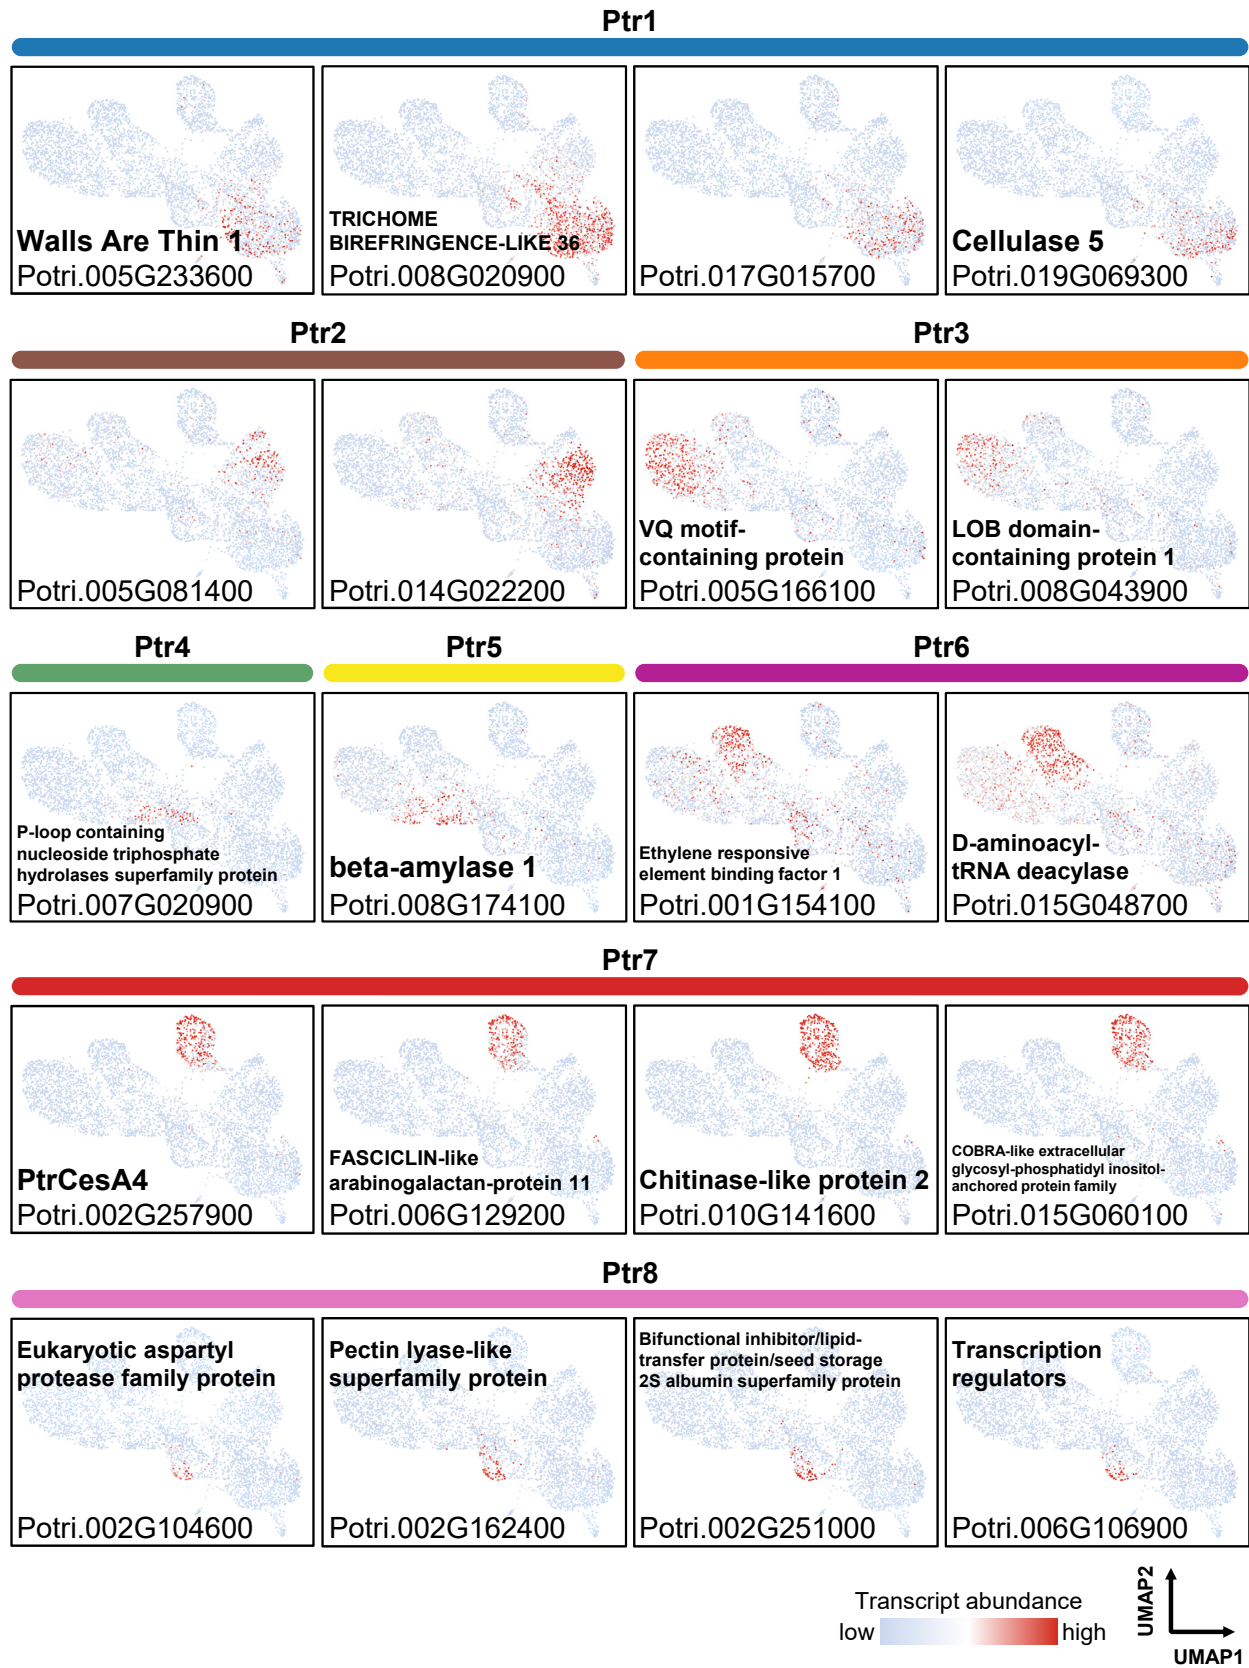 Ptr1
Walls Are Thin 1
Potri.005G233600
TRICHOME
BIREFRINGENCE-LIKE 36
Potri.008G020900
Potri.017G015700
Cellulase 5
Potri.019G069300
Ptr2
Ptr3
Potri.005G081400
Potri.014G022200
VQ motif-
containing protein
Potri.005G166100
LOB domain-
containing protein 1
Potri.008G043900
Ptr4
Ptr5
Ptr6
P-loop containing
nucleoside triphosphate
hydrolases superfamily protein
Potri.007G020900
beta-amylase 1
Potri.008G174100
Ethylene responsive
element binding factor 1
Potri.001G154100
D-aminoacyl-
tRNA deacylase
Potri.015G048700
Ptr7
PtrCesA4
Potri.002G257900
FASCICLIN-like
arabinogalactan-protein 11
Potri.006G129200
Chitinase-like protein 2
Potri.010G141600
COBRA-like extracellular
glycosyl-phosphatidyl inositol-
anchored protein family
Potri.015G060100
Ptr8
Eukaryotic aspartyl
protease family protein
Potri.002G104600
Pectin lyase-like
superfamily protein
Potri.002G162400
Bifunctional inhibitor/lipid-
transfer protein/seed storage
2S albumin superfamily protein
Potri.002G251000
Transcription
regulators
Potri.006G106900
Transcript abundance
low
high
UMAP2
UMAP1